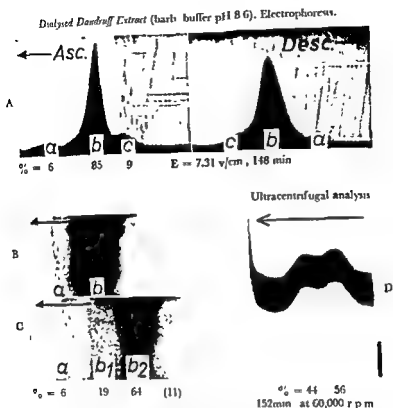 Dialysed Dandruff Extract (barb buffer pH 8 6), Electrophoresis.
Asc. Desc.
A
a b c c b a
% = 6 85 9 E = 7.31 v/cm, 148 min
Ultracentrifugal analysis
B
a b
D
C
a b1 b2
% = 6 19 64 (11)
% = 44 56
152min at 60,000 r p m